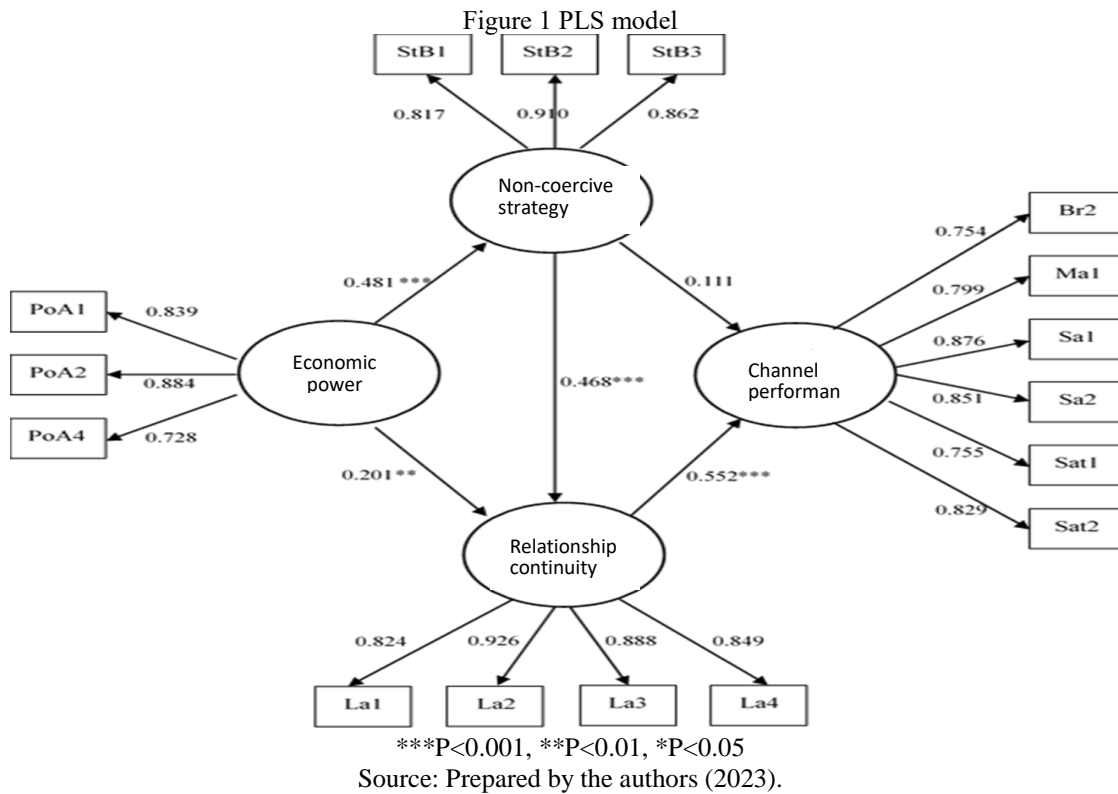 Figure 1 PLS model
StB1 StB2 StB3
0.817 0.910 0.862
Non-coercive
strategy
Br2
0.754
Ma1
0.481*** 0.111
0.799
PoA1 0.839
Sa1
0.876
Economic
power
PoA2 0.884
0.468***
Channel
performan
Sa2
0.851
PoA4 0.728
0.755
Sat1
0.201** 0.552***
0.829
Sat2
Relationship
continuity
0.824 0.926 0.888 0.849
La1 La2 La3 La4
***P<0.001, **P<0.01, *P<0.05
Source: Prepared by the authors (2023).